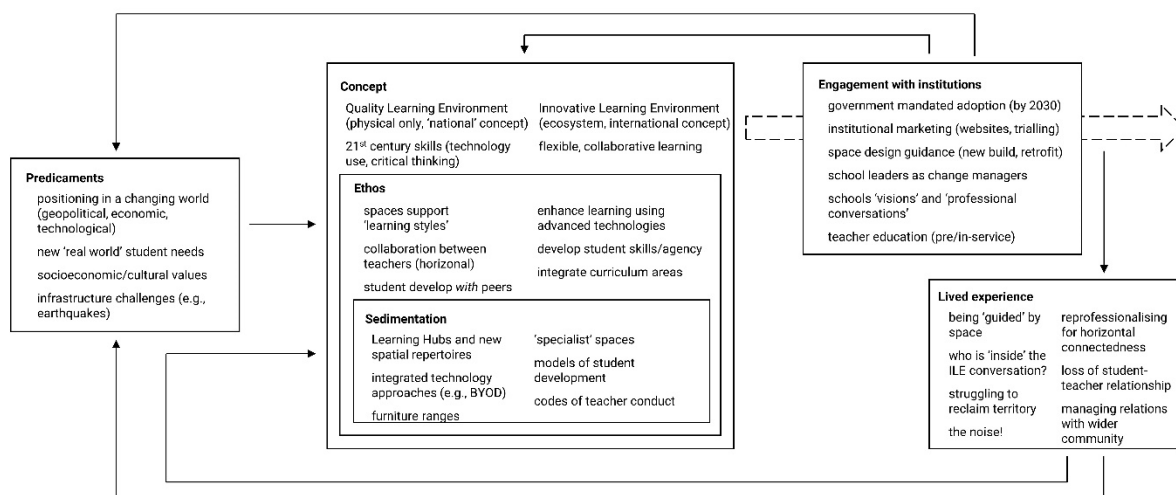 Predicaments
positioning in a changing world
(geopolitical, economic,
technological)
new ‘real world’ student needs
socioeconomic/cultural values
infrastructure challenges (e.g.,
earthquakes)
Concept
Quality Learning Environment
(physical only, ‘national’ concept)
21st century skills (technology
use, critical thinking)
Innovative Learning Environment
(ecosystem, international concept)
flexible, collaborative learning
Ethos
spaces support
‘learning styles’
collaboration between
teachers (horizonal)
student develop with peers
enhance learning using
advanced technologies
develop student skills/agency
integrate curriculum areas
Sedimentation
Learning Hubs and new
spatial repertoires
integrated technology
approaches (e.g., BYOD)
furniture ranges
‘specialist’ spaces
models of student
development
codes of teacher conduct
Engagement with institutions
government mandated adoption (by 2030)
institutional marketing (websites, trialling)
space design guidance (new build, retrofit)
school leaders as change managers
schools ‘visions’ and ‘professional
conversations’
teacher education (pre/in-service)
Lived experience
being ‘guided’ by
space
who is ‘inside’ the
ILE conversation?
struggling to
reclaim territory
the noise!
reprofessionalising
for horizontal
connectedness
loss of student-
teacher relationship
managing relations
with wider
community